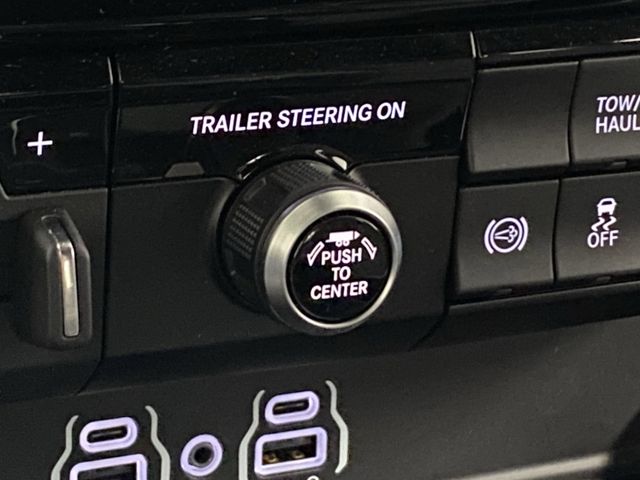 TRAILER STEERING ON
TOW/
HAUL
+
PUSH
TO
CENTER
OFF